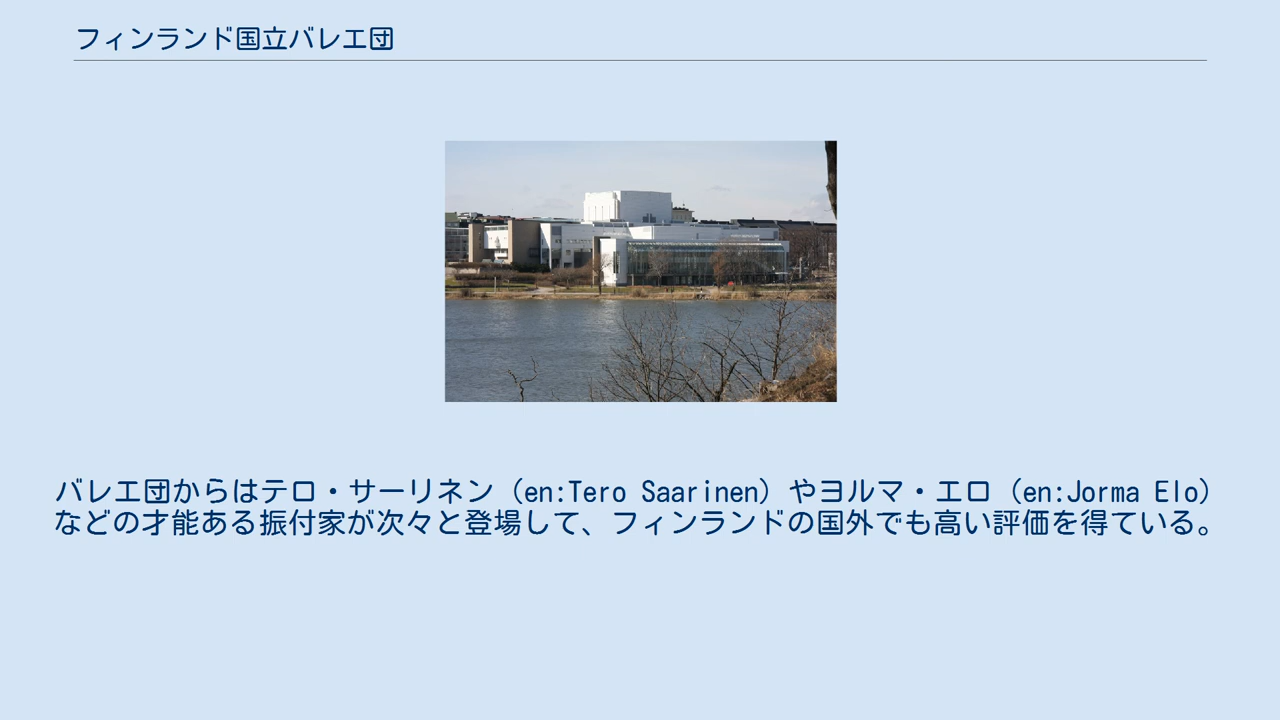 フィンランド国立バレエ団
バレエ団からはテロ・サーリネン（en:Tero Saarinen）やヨルマ・エロ（en:Jorma Elo）
などの才能ある振付家が次々と登場して、フィンランドの国外でも高い評価を得ている。